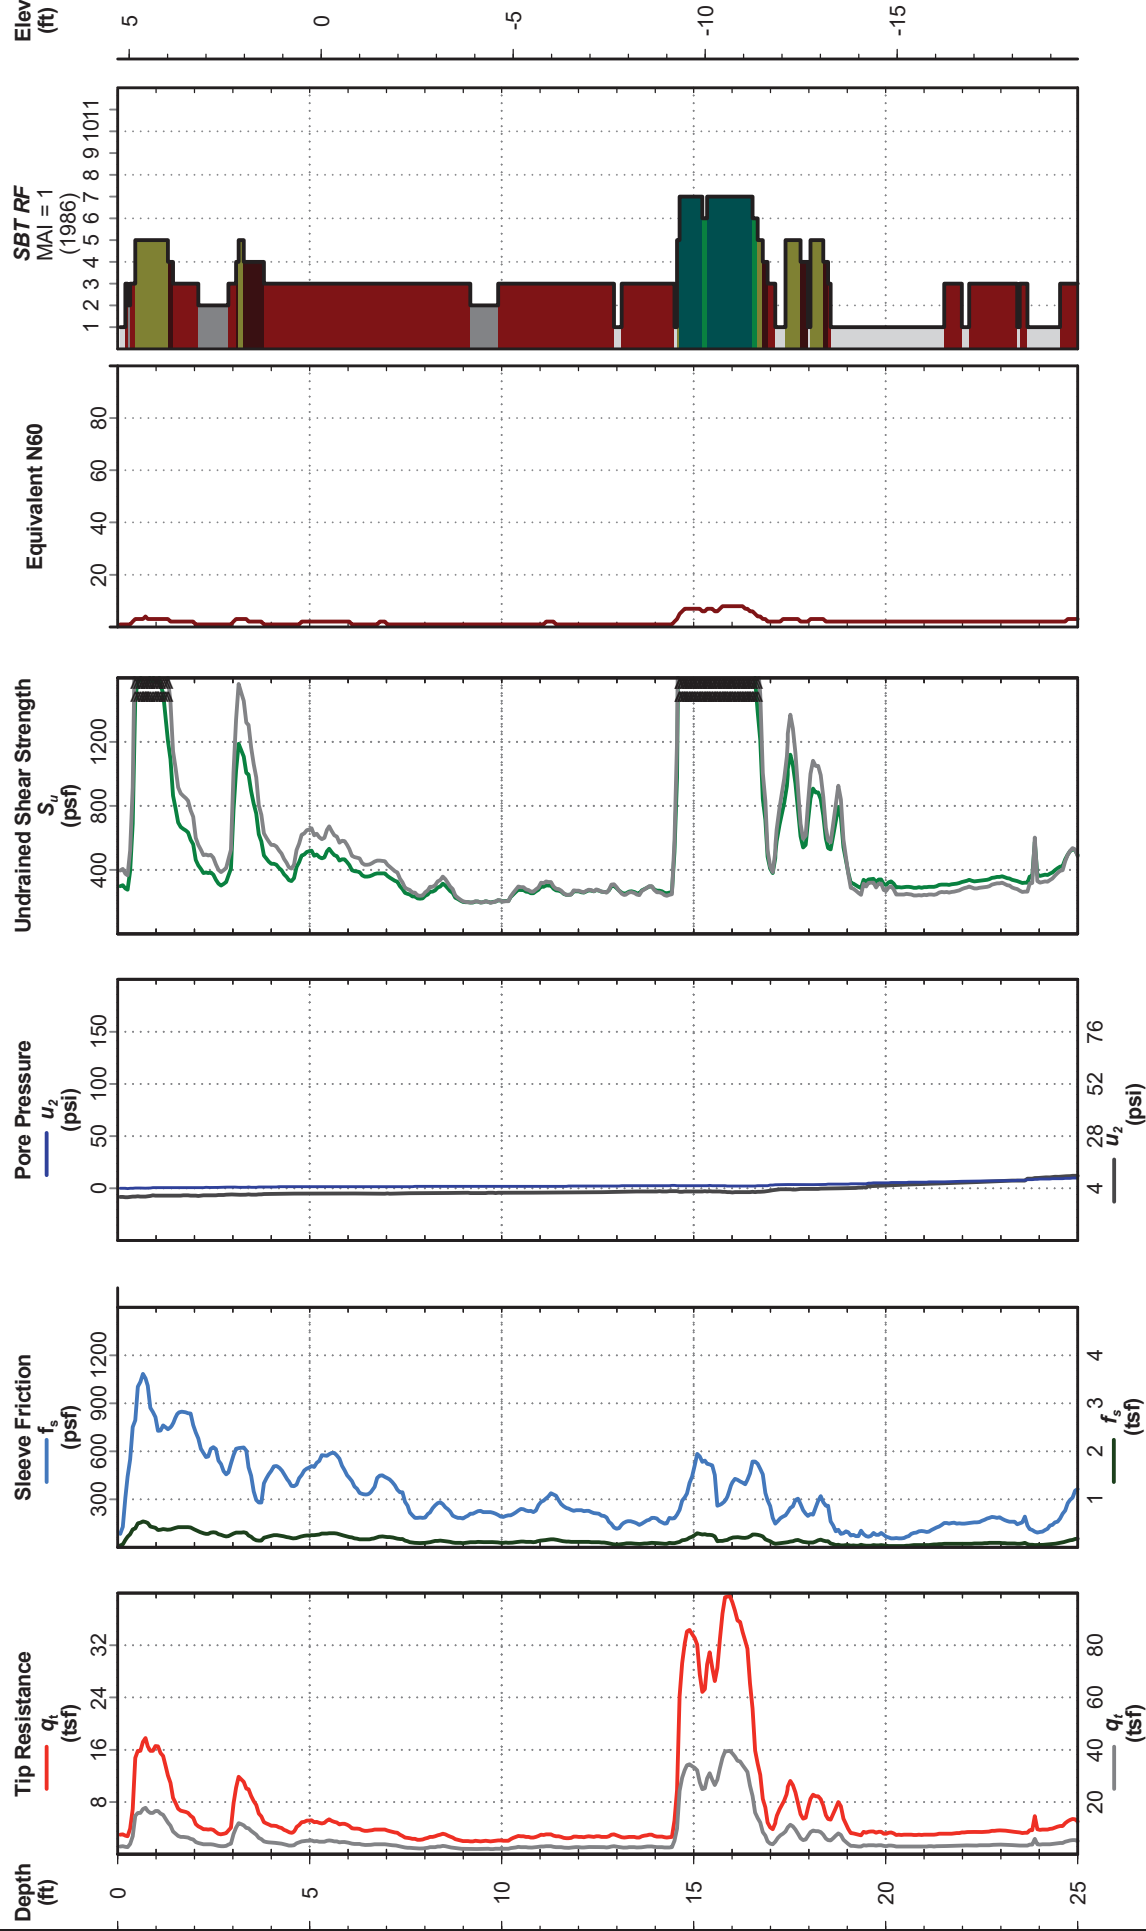 Depth
(ft)
0
5
10
15
20
25
Tip Resistance
qt
(tsf)
8
16
24
32
20
40
60
80
qt
(tsf)
Sleeve Friction
fs
(psf)
300
600
900
1200
1
2
3
4
fs
(tsf)
Pore Pressure
u2
(psi)
0
50
100
150
4
28
52
76
u2
(psi)
Undrained Shear Strength
Su
(psf)
400
800
1200
Equivalent N60
20
40
60
80
SBT RF
MAI = 1
(1986)
1 2 3 4 5 6 7 8 9 1011
Elev
(ft)
5
0
-5
-10
-15